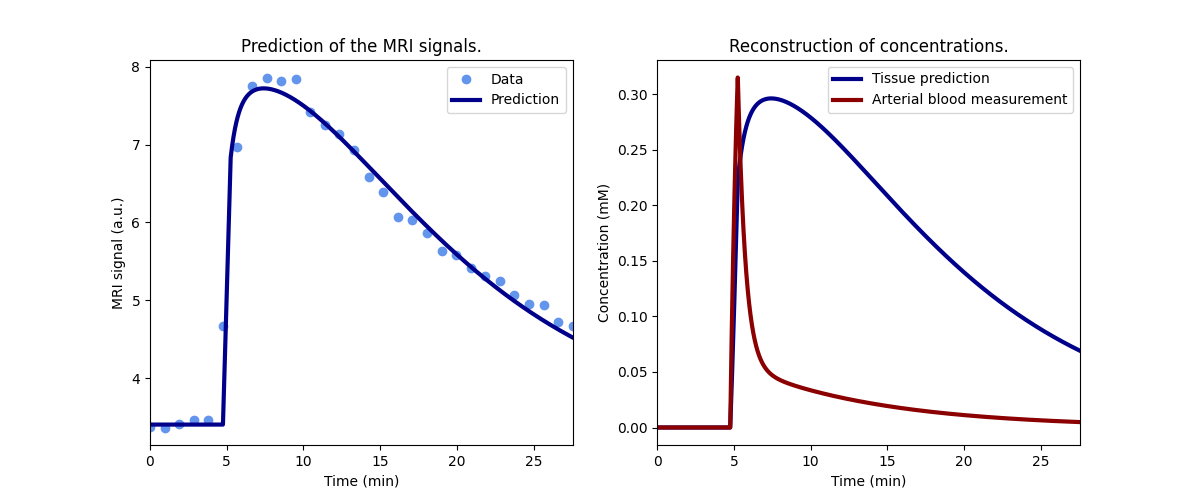 Prediction of the MRI signals.
Data
Prediction
8
7
6
5
4
MRI signal (a.u.)
0
5
10
15
20
25
Time (min)
Reconstruction of concentrations.
Tissue prediction
Arterial blood measurement
0.30
0.25
0.20
0.15
0.10
0.05
0.00
Concentration (mM)
0
5
10
15
20
25
Time (min)